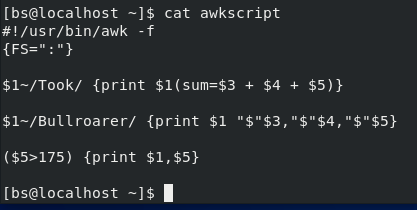 [bs@localhost ~]$ cat awkscript
#!/usr/bin/awk -f
{FS=":"}
$1~/Took/ {print $1(sum=$3 + $4 + $5)}
$1~/Bullroarer/ {print $1 "$"$3,"$"$4,"$"$5}
($5>175) {print $1,$5}
[bs@localhost ~]$